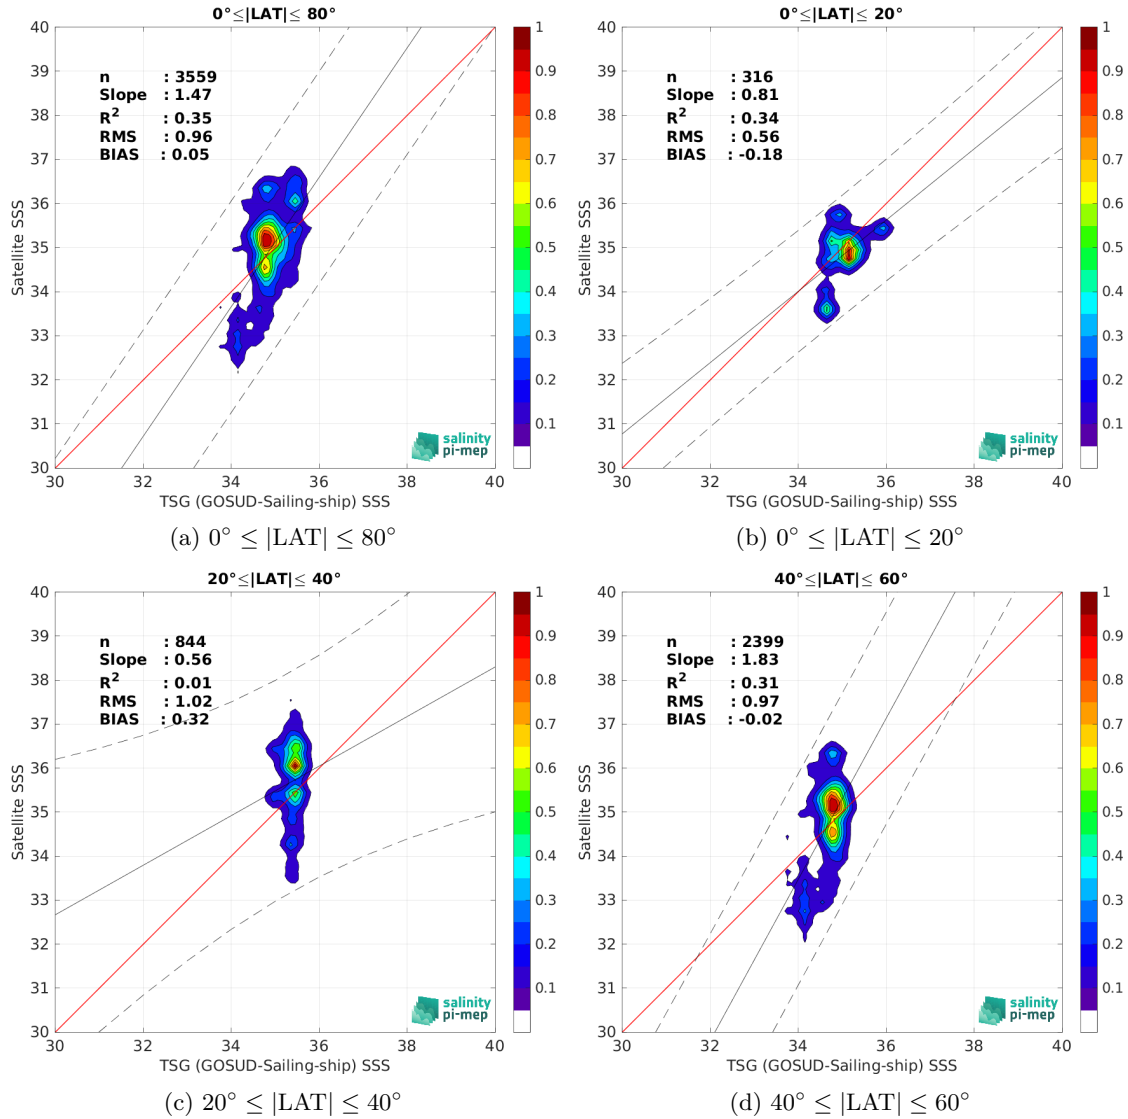 0°≤|LAT|≤ 80°
n : 3559
Slope : 1.47
R² : 0.35
RMS : 0.96
BIAS : 0.05
Satellite SSS
40
39
38
37
36
35
34
33
32
31
30
30 32 34 36 38 40
TSG (GOSUD-Sailing-ship) SSS
salinity
pi-mep
1
0.9
0.8
0.7
0.6
0.5
0.4
0.3
0.2
0.1
(a) 0° ≤ |LAT| ≤ 80°
0°≤|LAT|≤ 20°
n : 316
Slope : 0.81
R² : 0.34
RMS : 0.56
BIAS : -0.18
Satellite SSS
40
39
38
37
36
35
34
33
32
31
30
30 32 34 36 38 40
TSG (GOSUD-Sailing-ship) SSS
salinity
pi-mep
1
0.9
0.8
0.7
0.6
0.5
0.4
0.3
0.2
0.1
(b) 0° ≤ |LAT| ≤ 20°
20°≤|LAT|≤ 40°
n : 844
Slope : 0.56
R² : 0.01
RMS : 1.02
BIAS : 0.32
Satellite SSS
40
39
38
37
36
35
34
33
32
31
30
30 32 34 36 38 40
TSG (GOSUD-Sailing-ship) SSS
salinity
pi-mep
1
0.9
0.8
0.7
0.6
0.5
0.4
0.3
0.2
0.1
(c) 20° ≤ |LAT| ≤ 40°
40°≤|LAT|≤ 60°
n : 2399
Slope : 1.83
R² : 0.31
RMS : 0.97
BIAS : -0.02
Satellite SSS
40
39
38
37
36
35
34
33
32
31
30
30 32 34 36 38 40
TSG (GOSUD-Sailing-ship) SSS
salinity
pi-mep
1
0.9
0.8
0.7
0.6
0.5
0.4
0.3
0.2
0.1
(d) 40° ≤ |LAT| ≤ 60°